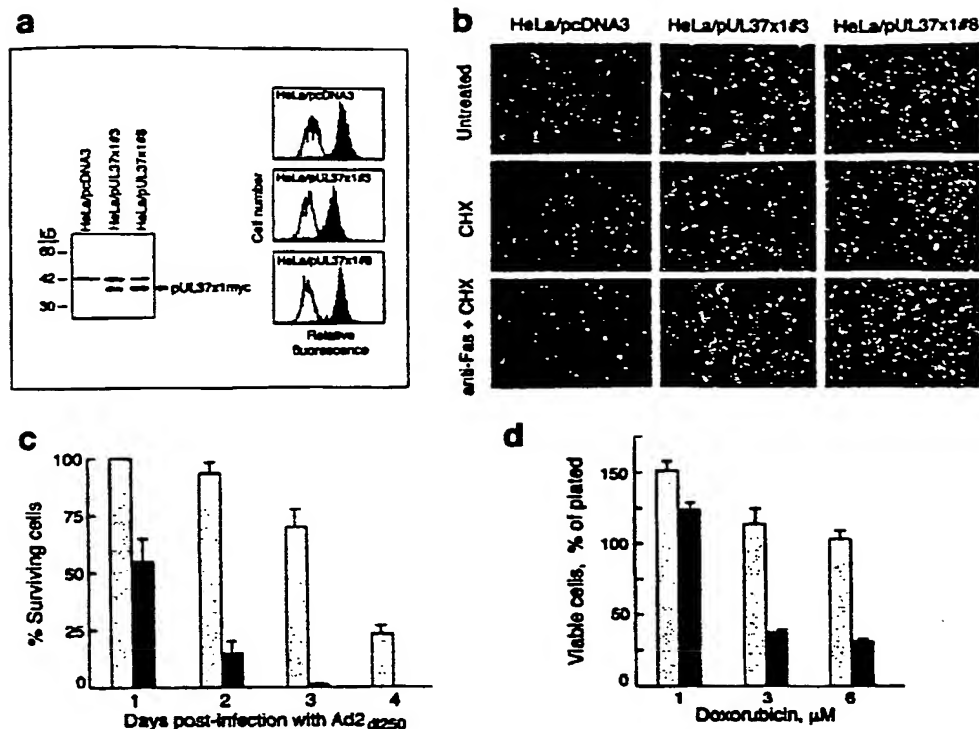 a
HeLa/pcDNA3
HeLa/pUL37x1#3
HeLa/pUL37x1#8
68
43
30
pUL37x1myc
HeLa/pcDNA3
HeLa/pUL37x1#3
HeLa/pUL37x1#8
Cell number
Relative
fluorescence
b
HeLa/pcDNA3 HeLa/pUL37x1#3 HeLa/pUL37x1#8
Untreated
CHX
anti-Fas + CHX
c
% Surviving cells
100
75
50
25
1 2 3 4
Days post-infection with Ad2dl250
d
Viable cells, % of plated
150
100
50
0
1 3 6
Doxorubicin, μM